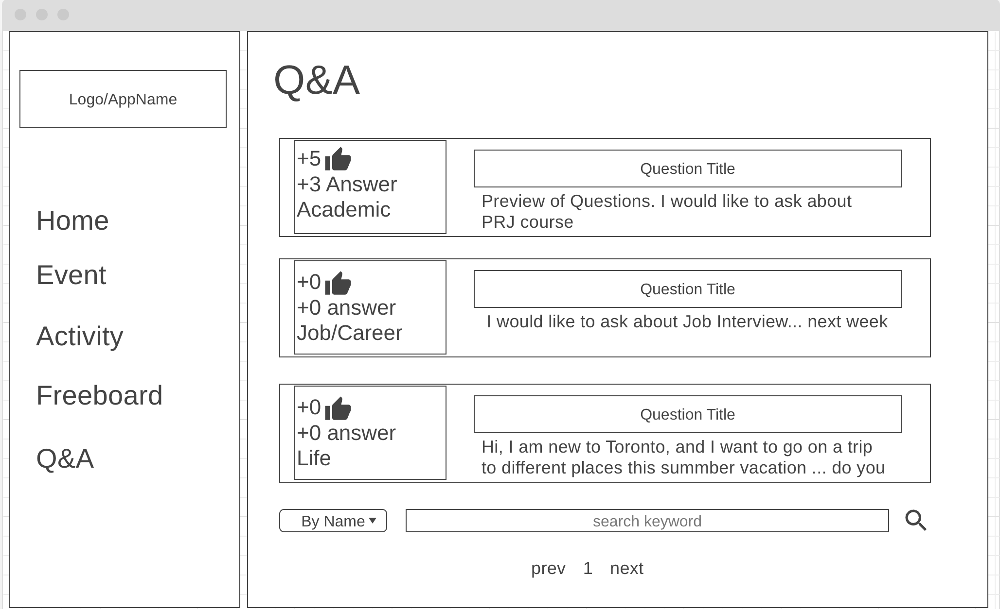 Logo/AppName
Home
Event
Activity
Freeboard
Q&A
Q&A
+5
+3 Answer
Academic
Question Title
Preview of Questions. I would like to ask about
PRJ course
+0
+0 answer
Job/Career
Question Title
I would like to ask about Job Interview... next week
+0
+0 answer
Life
Question Title
Hi, I am new to Toronto, and I want to go on a trip
to different places this summber vacation ... do you
By Name
search keyword
prev 1 next